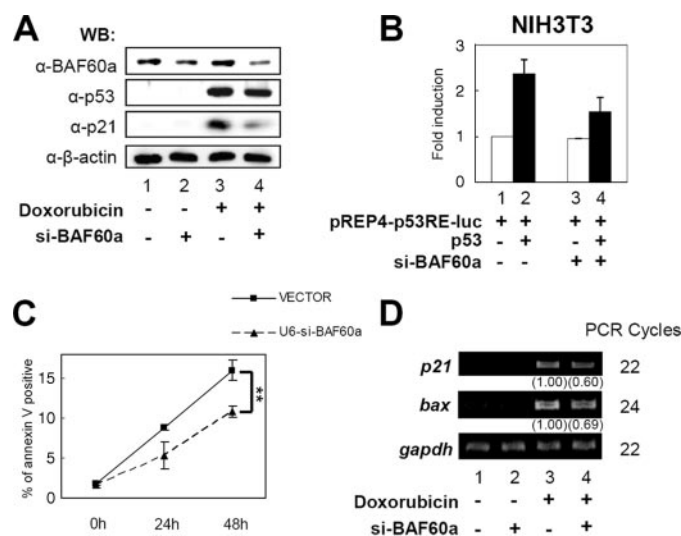 A
WB:
α-BAF60a
α-p53
α-p21
α-β-actin
1 2 3 4
Doxorubicin - - + +
si-BAF60a - + - +
B
NIH3T3
Fold induction
3
2
1
0
1 2 3 4
pREP4-p53RE-luc + + + +
p53 - + - +
si-BAF60a - - + +
C
VECTOR
U6-si-BAF60a
% of annexin V positive
20
15
10
5
0
**
0h 24h 48h
D
PCR Cycles
p21 22
(1.00)(0.60)
bax 24
(1.00)(0.69)
gapdh 22
1 2 3 4
Doxorubicin - - + +
si-BAF60a - + - +